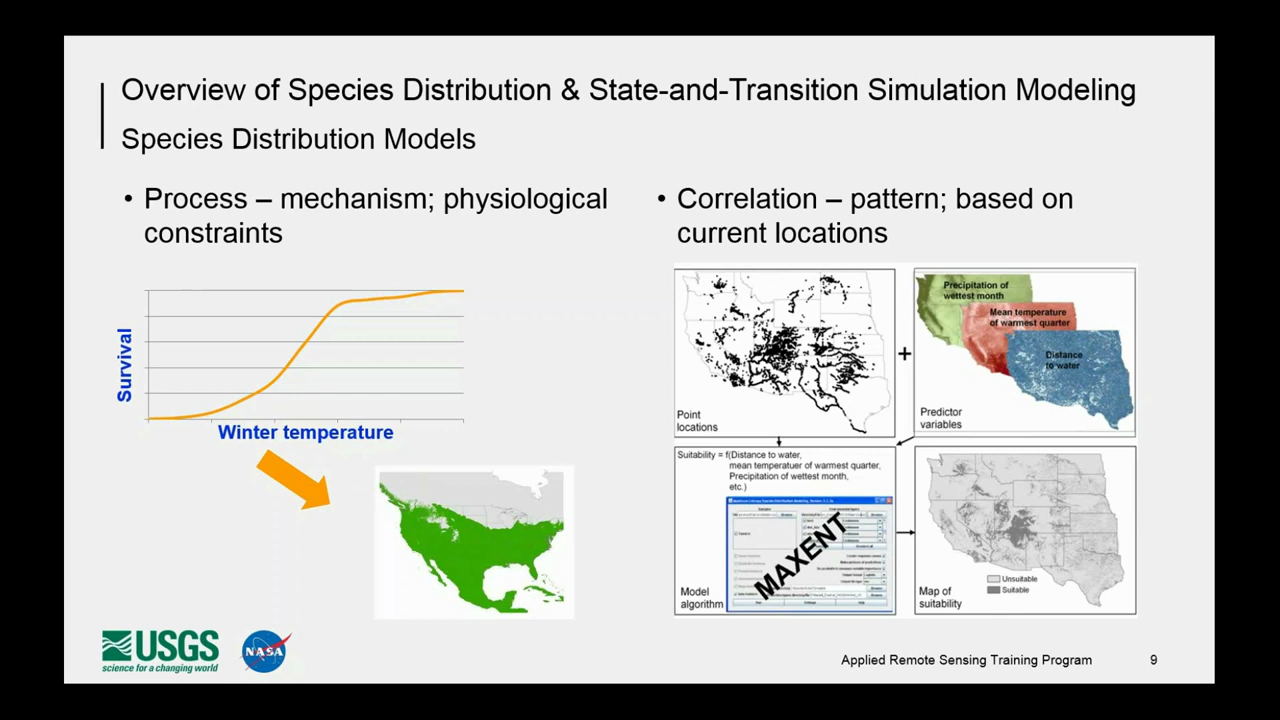 Overview of Species Distribution & State-and-Transition Simulation Modeling
Species Distribution Models
• Process – mechanism; physiological
constraints
Survival
Winter temperature
• Correlation – pattern; based on
current locations
Point
locations
+
Precipitation of
wettest month
Mean temperature
of warmest quarter
Distance
to water
Predictor
variables
Suitability = f(Distance to water,
mean temperatuer of warmest quarter,
Precipitation of wettest month,
etc.)
MAXENT
Model
algorithm
Unsuitable
Suitable
Map of
suitability
USGS
science for a changing world
NASA
Applied Remote Sensing Training Program
9